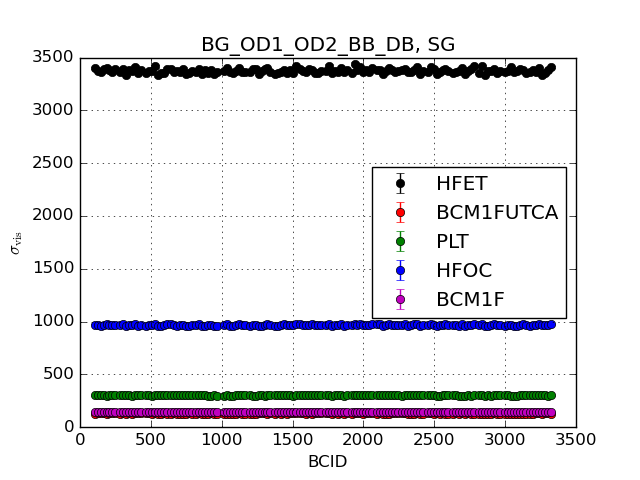 BG_OD1_OD2_BB_DB, SG
3500
3000
2500
2000
1500
1000
500
0
σvis
HFET
BCM1FUTCA
PLT
HFOC
BCM1F
0 500 1000 1500 2000 2500 3000 3500
BCID